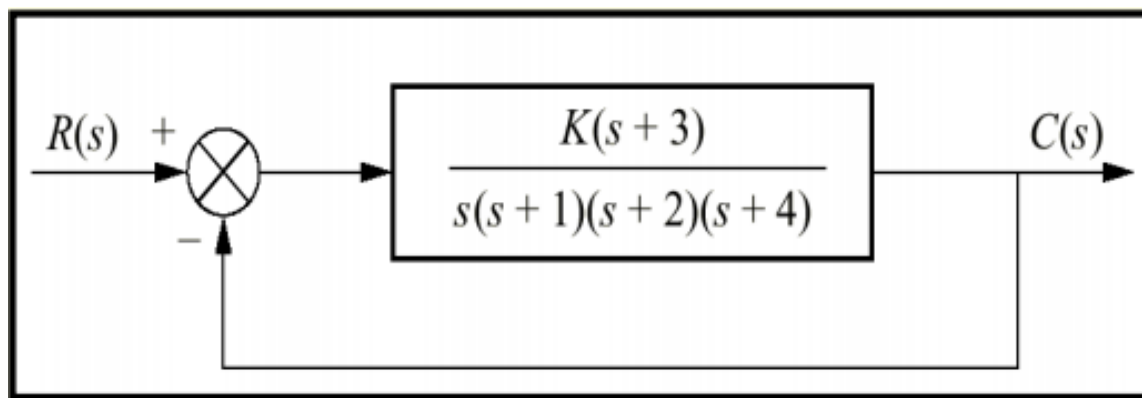 R(s) + K(s + 3) C(s)
s(s + 1)(s + 2)(s + 4)
−